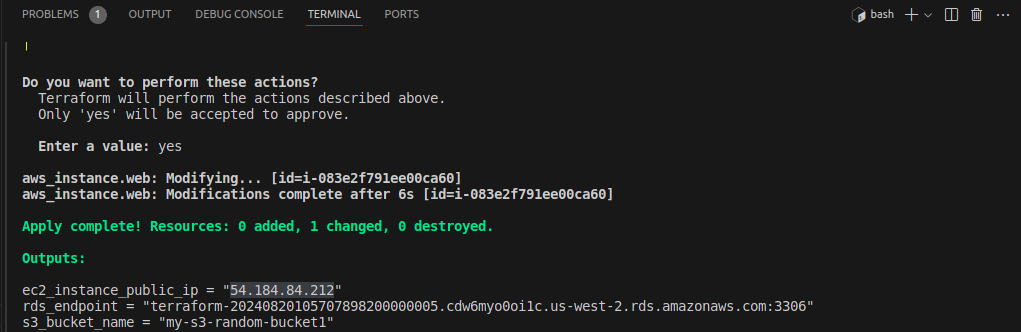 PROBLEMS 1 OUTPUT DEBUG CONSOLE TERMINAL PORTS bash
Do you want to perform these actions?
Terraform will perform the actions described above.
Only 'yes' will be accepted to approve.
Enter a value: yes
aws_instance.web: Modifying... [id=i-083e2f791ee00ca60]
aws_instance.web: Modifications complete after 6s [id=i-083e2f791ee00ca60]
Apply complete! Resources: 0 added, 1 changed, 0 destroyed.
Outputs:
ec2_instance_public_ip = "54.184.84.212"
rds_endpoint = "terraform-20240820105707898200000005.cdw6myo0oi1c.us-west-2.rds.amazonaws.com:3306"
s3_bucket_name = "my-s3-random-bucket1"